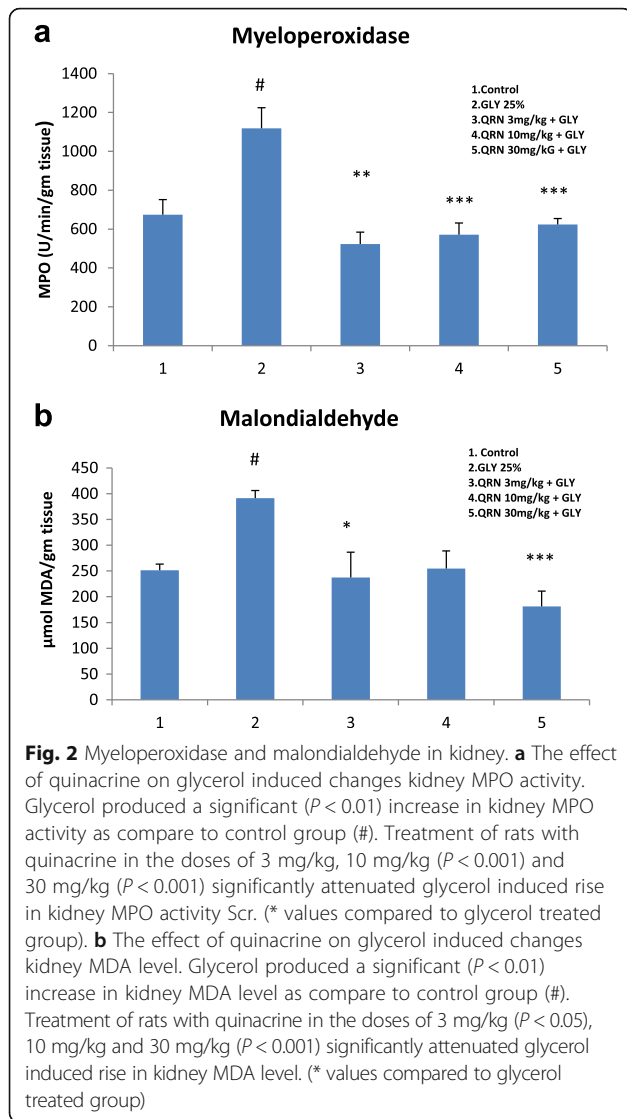 a
Myeloperoxidase
1400
1200
1000
800
600
400
200
0
MPO (U/min/gm tissue)
#
**
***
***
1.Control
2.GLY 25%
3.QRN 3mg/kg + GLY
4.QRN 10mg/kg + GLY
5.QRN 30mg/kG + GLY
1 2 3 4 5
b
Malondialdehyde
450
400
350
300
250
200
150
100
50
0
µmol MDA/gm tissue
#
*
***
1. Control
2.GLY 25%
3.QRN 3mg/kg + GLY
4.QRN 10mg/kg + GLY
5.QRN 30mg/kg + GLY
1 2 3 4 5
Fig. 2 Myeloperoxidase and malondialdehyde in kidney. a The effect
of quinacrine on glycerol induced changes kidney MPO activity.
Glycerol produced a significant (P < 0.01) increase in kidney MPO
activity as compare to control group (#). Treatment of rats with
quinacrine in the doses of 3 mg/kg, 10 mg/kg (P < 0.001) and
30 mg/kg (P < 0.001) significantly attenuated glycerol induced rise
in kidney MPO activity Scr. (* values compared to glycerol treated
group). b The effect of quinacrine on glycerol induced changes
kidney MDA level. Glycerol produced a significant (P < 0.01)
increase in kidney MDA level as compare to control group (#).
Treatment of rats with quinacrine in the doses of 3 mg/kg (P < 0.05),
10 mg/kg and 30 mg/kg (P < 0.001) significantly attenuated glycerol
induced rise in kidney MDA level. (* values compared to glycerol
treated group)